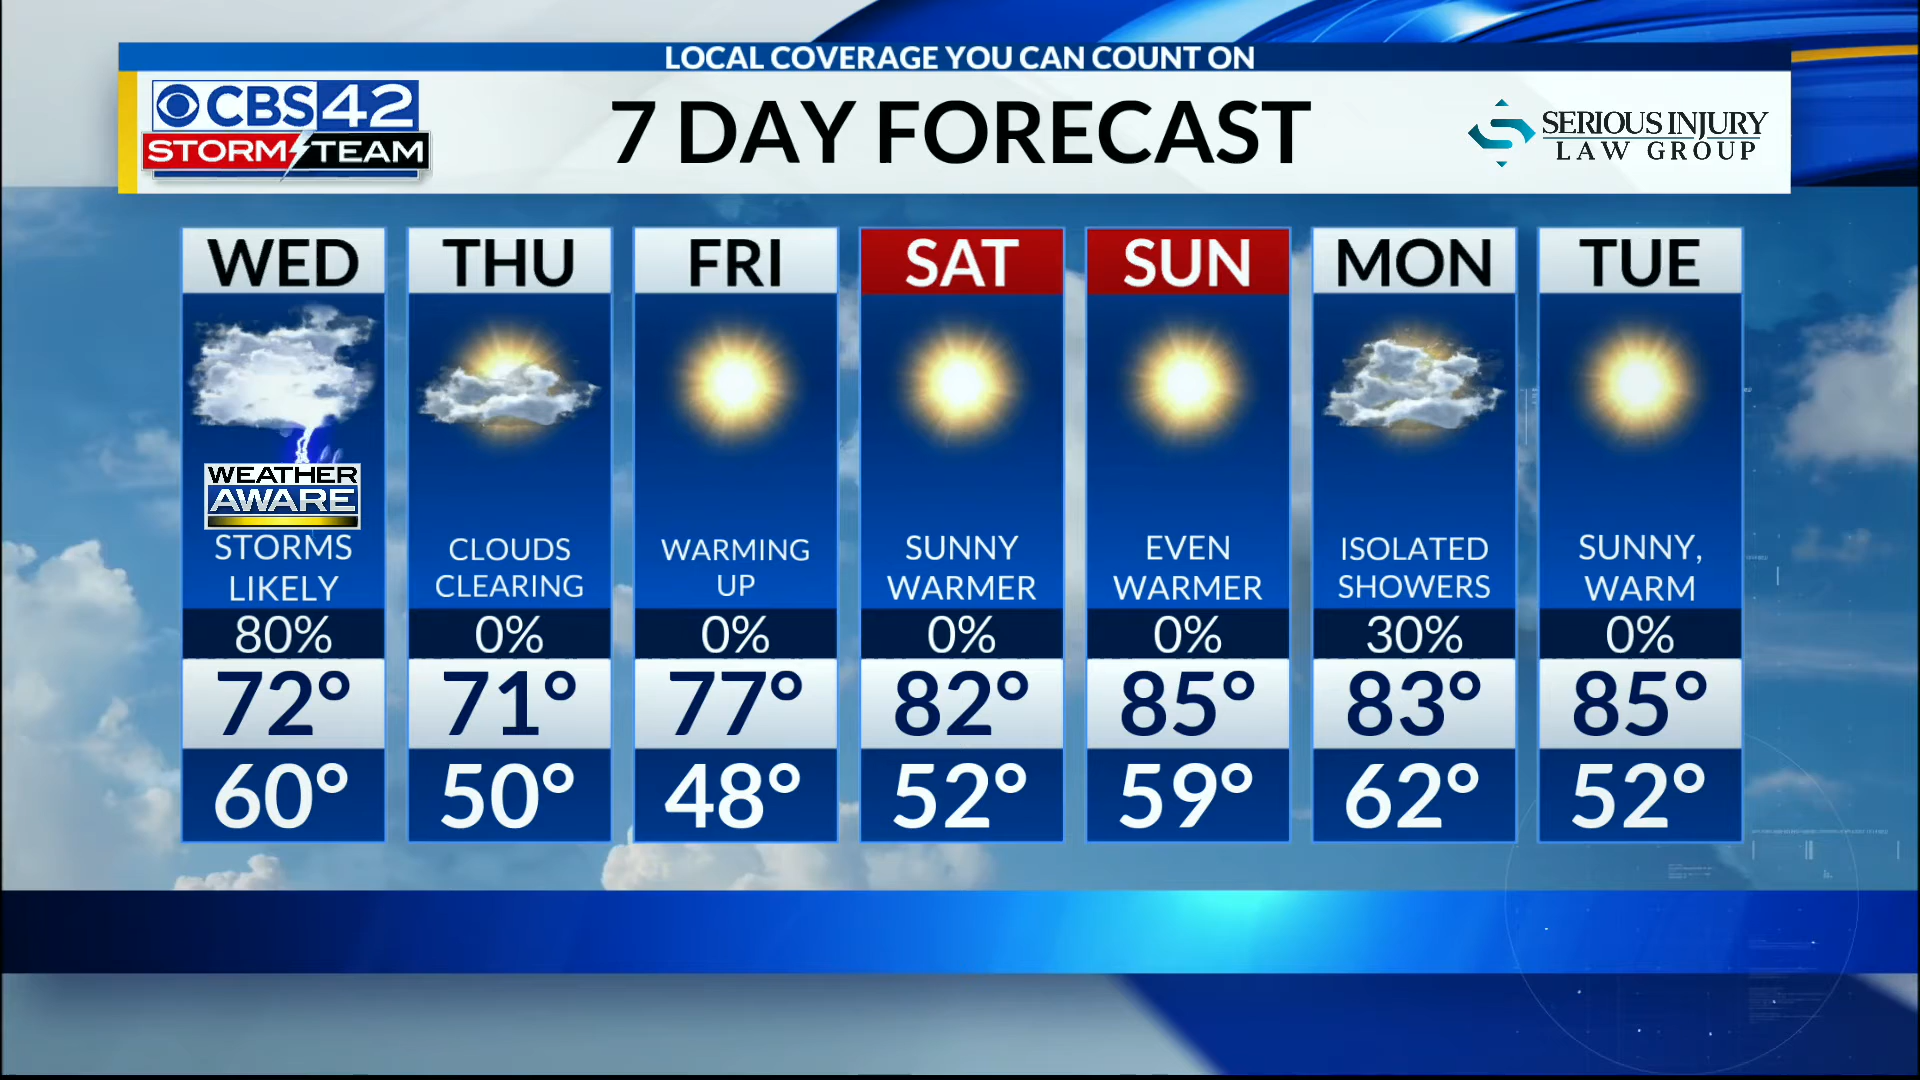 LOCAL COVERAGE YOU CAN COUNT ON
CBS 42
STORM TEAM
7 DAY FORECAST
SERIOUS INJURY
LAW GROUP
WED
WEATHER
AWARE
STORMS
LIKELY
80%
72°
60°
THU
CLOUDS
CLEARING
0%
71°
50°
FRI
WARMING
UP
0%
77°
48°
SAT
SUNNY
WARMER
0%
82°
52°
SUN
EVEN
WARMER
0%
85°
59°
MON
ISOLATED
SHOWERS
30%
83°
62°
TUE
SUNNY,
WARM
0%
85°
52°